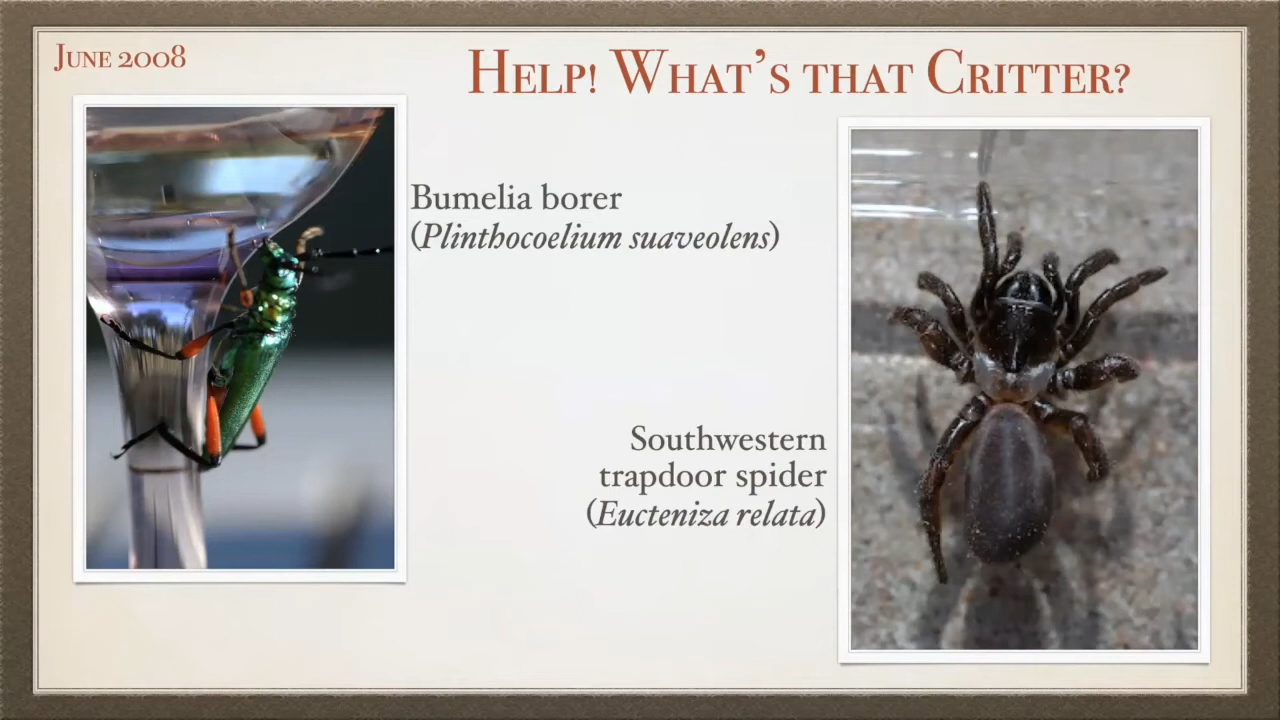 June 2008
Help! What's that Critter?
Bumelia borer
(Plinthocoelium suaveolens)
Southwestern
trapdoor spider
(Eucteniza relata)